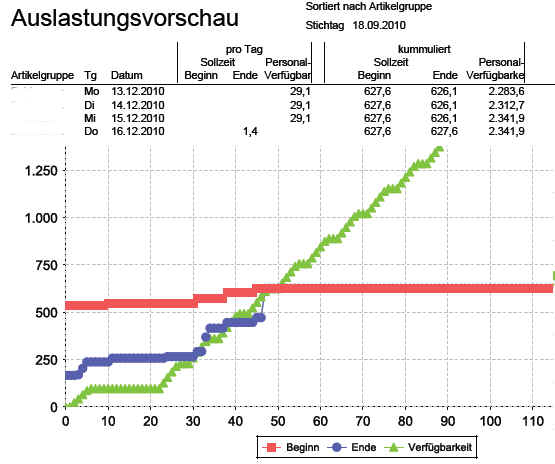 Auslastungsvorschau
Sortiert nach Artikelgruppe
Stichtag 18.09.2010
pro Tag kummuliert
Sollzeit Personal- Sollzeit Personal-
Artikelgruppe Tg Datum Beginn Ende Verfügbar Beginn Ende Verfügbarke
Mo 13.12.2010 29,1 627,6 626,1 2.283,6
Di 14.12.2010 29,1 627,6 626,1 2.312,7
Mi 15.12.2010 29,1 627,6 626,1 2.341,9
Do 16.12.2010 1,4 627,6 627,6 2.341,9
1.250
1.000
750
500
250
0
0 10 20 30 40 50 60 70 80 90 100 110
Beginn Ende Verfügbarkeit